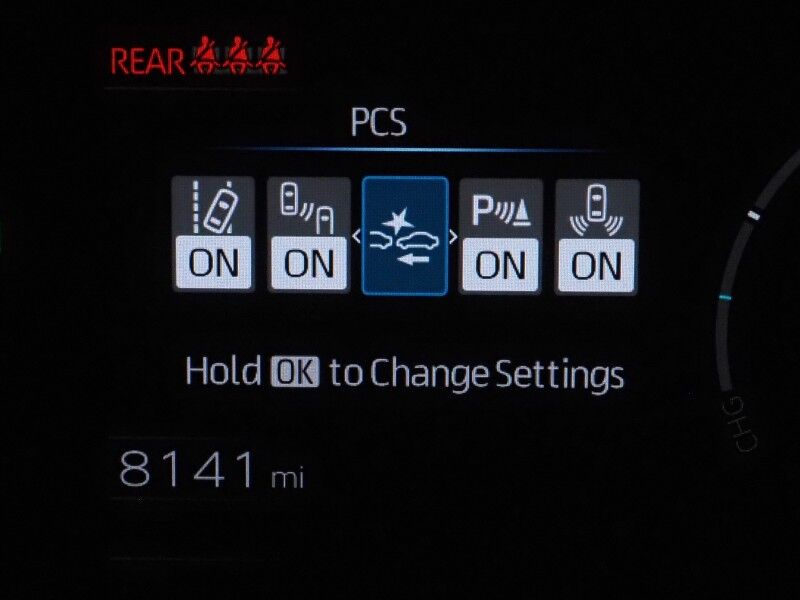 REAR
PCS
ON ON P ON ON
Hold OK to Change Settings
CHG
8141 mi